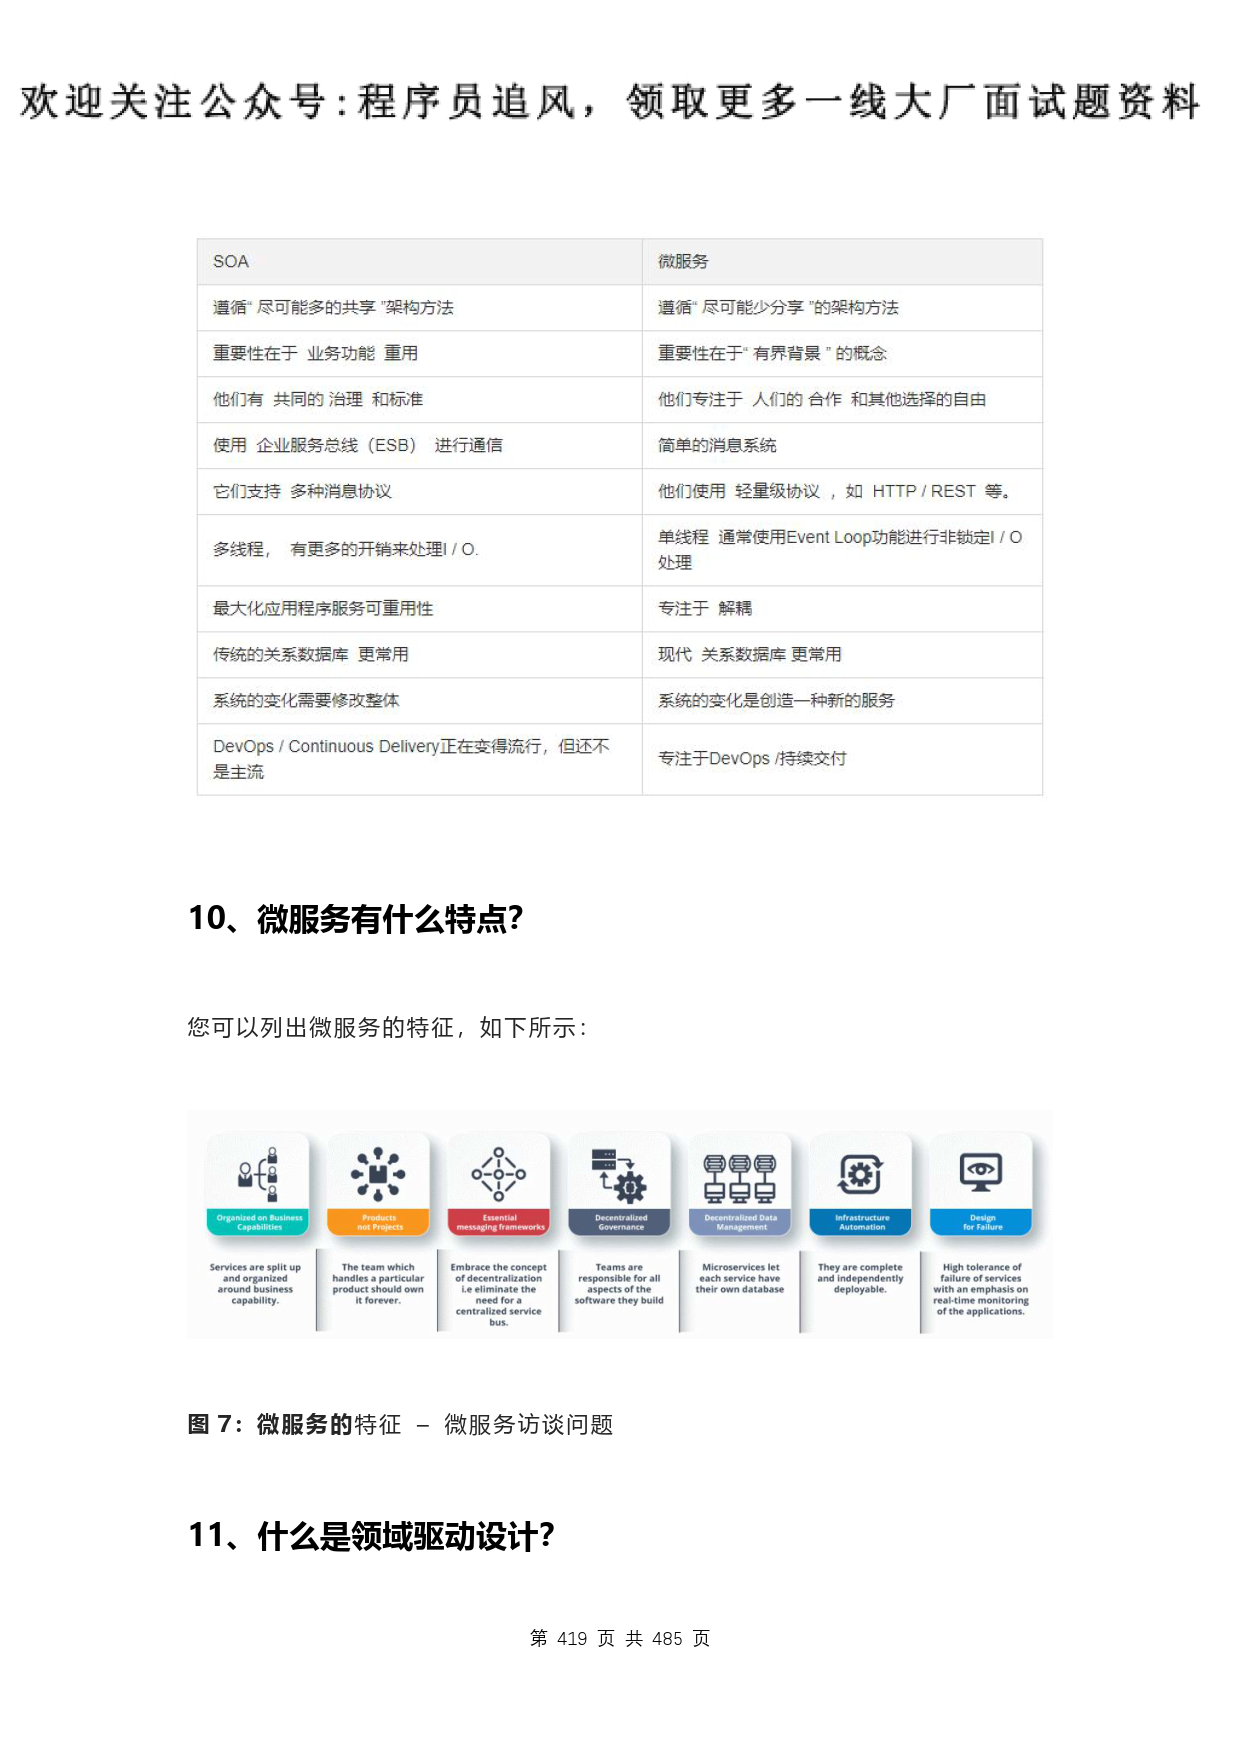 欢迎关注公众号:程序员追风，领取更多一线大厂面试题资料
SOA
微服务
遵循“ 尽可能多的共享 ”架构方法
遵循“ 尽可能少分享 ”的架构方法
重要性在于 业务功能 重用
重要性在于“ 有界背景 ” 的概念
他们有 共同的 治理 和标准
他们专注于 人们的 合作 和其他选择的自由
使用 企业服务总线（ESB） 进行通信
简单的消息系统
它们支持 多种消息协议
他们使用 轻量级协议 ，如 HTTP / REST 等。
多线程， 有更多的开销来处理I / O.
单线程 通常使用Event Loop功能进行非锁定I / O
处理
最大化应用程序服务可重用性
专注于 解耦
传统的关系数据库 更常用
现代 关系数据库 更常用
系统的变化需要修改整体
系统的变化是创造一种新的服务
DevOps / Continuous Delivery正在变得流行，但还不
是主流
专注于DevOps /持续交付
10、微服务有什么特点?
您可以列出微服务的特征，如下所示：
Organized on Business
Capabilities
Services are split up
and organized
around business
capability.
Products
not Projects
The team which
handles a particular
product should own
it forever.
Essential
messaging frameworks
Embrace the concept
of decentralization
i.e eliminate the
need for a
centralized service
bus.
Decentralized
Governance
Teams are
responsible for all
aspects of the
software they build
Decentralized Data
Management
Microservices let
each service have
their own database
Infrastructure
Automation
They are complete
and independently
deployable.
Design
for Failure
High tolerance of
failure of services
with an emphasis on
real-time monitoring
of the applications.
图 7：微服务的特征 – 微服务访谈问题
11、什么是领域驱动设计?
第 419 页 共 485 页